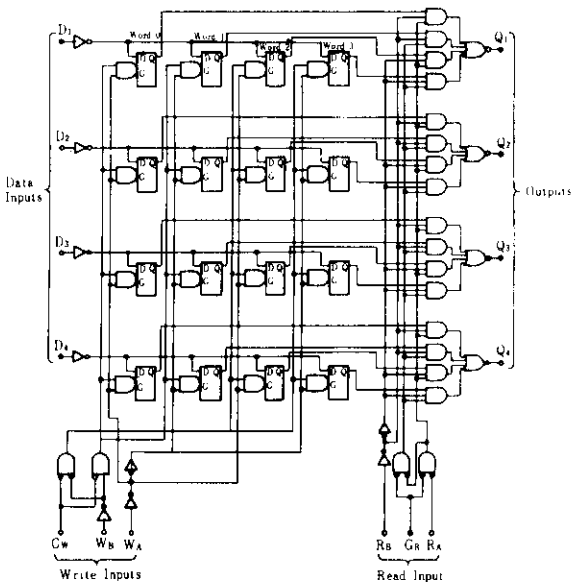 D1
Word 0
Word 1
Word 2
Word 3
Q1
D Q
G
D Q
G
D Q
G
D Q
G
D2
Q2
D Q
G
D Q
G
D Q
G
D Q
G
Data
Inputs
Outputs
D3
Q3
D Q
G
D Q
G
D Q
G
D Q
G
D4
Q4
D Q
G
D Q
G
D Q
G
D Q
G
GW
WB
WA
RB
GR
RA
Write Inputs
Read Input